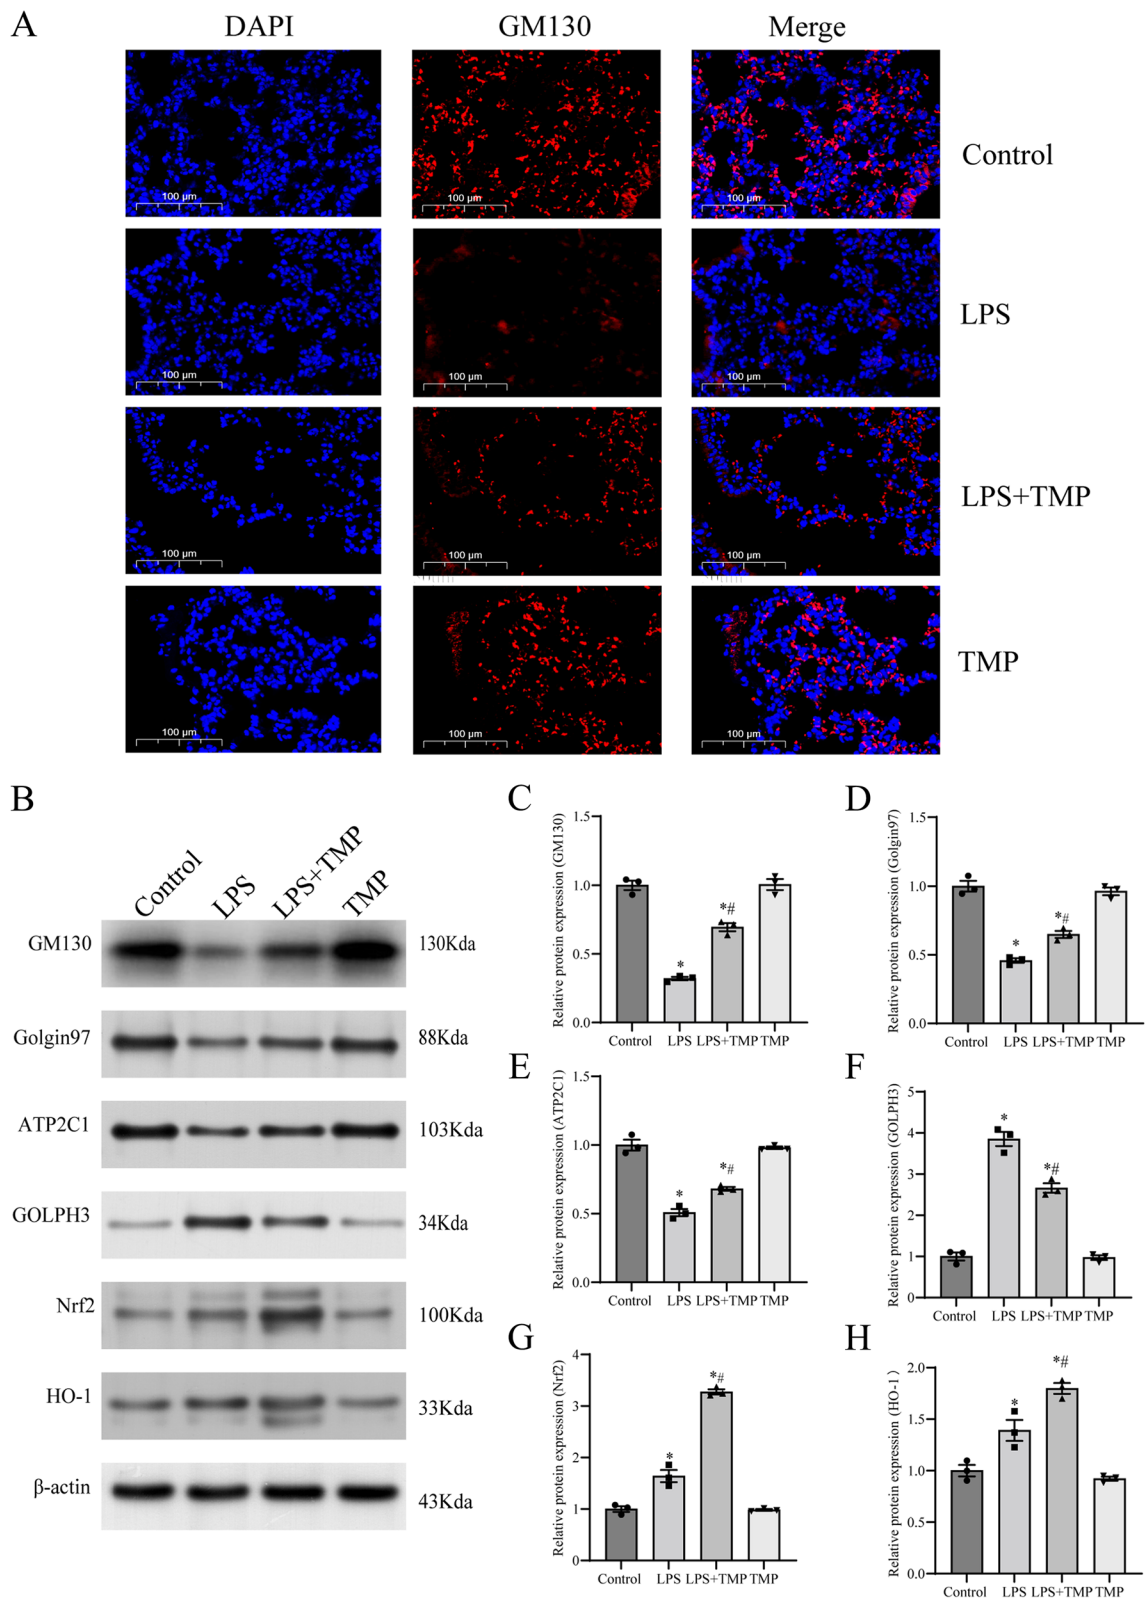 A
DAPI GM130 Merge
100 μm 100 μm 100 μm
Control
100 μm 100 μm 100 μm
LPS
100 μm 100 μm 100 μm
LPS+TMP
100 μm 100 μm 100 μm
TMP
B
Control LPS LPS+TMP TMP
GM130 130Kda
Golgin97 88Kda
ATP2C1 103Kda
GOLPH3 34Kda
Nrf2 100Kda
HO-1 33Kda
β-actin 43Kda
C
Relative protein expression (GM130)
1.5
1.0
0.5
0.0
*
*#
Control LPS LPS+TMP TMP
D
Relative protein expression (Golgin97)
1.5
1.0
0.5
0.0
*
*#
Control LPS LPS+TMP TMP
E
Relative protein expression (ATP2C1)
1.5
1.0
0.5
0.0
*
*#
Control LPS LPS+TMP TMP
F
Relative protein expression (GOLPH3)
5
4
3
2
1
0
*
*#
Control LPS LPS+TMP TMP
G
Relative protein expression (Nrf2)
4
2
1
0
*
*#
Control LPS LPS+TMP TMP
H
Relative protein expression (HO-1)
2.0
1.5
1.0
0.5
0.0
*
*#
Control LPS LPS+TMP TMP